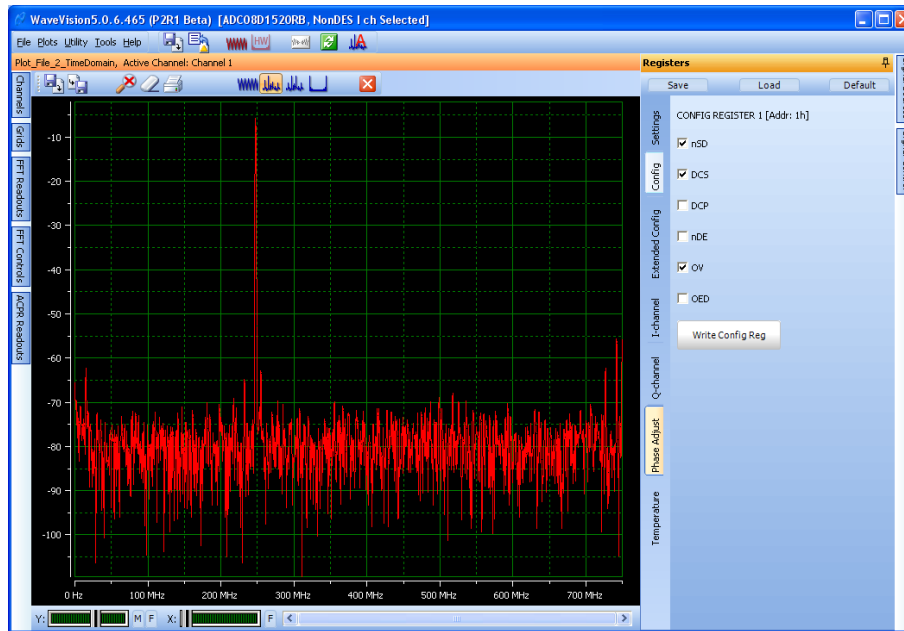 WaveVision5.0.6.465 (P2R1 Beta) [ADC08D1520RB, NonDES I ch Selected]
File Plots Utility Tools Help
HW
Plot_File_2_TimeDomain, Active Channel: Channel 1
Registers
Save Load Default
Channels
Grids
FFT Readouts
FFT Controls
ACPR Readouts
-10
-20
-30
-40
-50
-60
-70
-80
-90
-100
0 Hz 100 MHz 200 MHz 300 MHz 400 MHz 500 MHz 600 MHz 700 MHz
Y: M F X: F
Settings
Config
Extended Config
I-channel
Q-channel
Phase Adjust
Temperature
CONFIG REGISTER 1 [Addr: 1h]
nSD
DCS
DCP
nDE
OV
OED
Write Config Reg